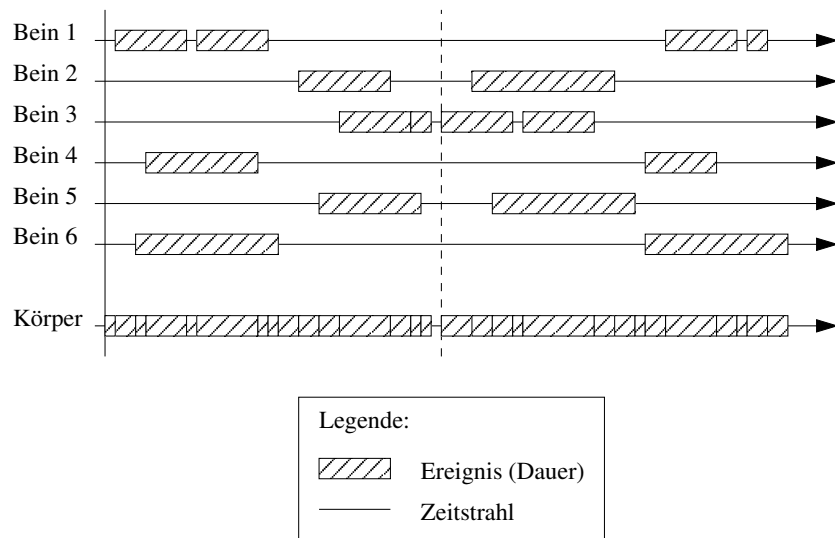 Bein 1
Bein 2
Bein 3
Bein 4
Bein 5
Bein 6
Körper
Legende:
Ereignis (Dauer)
Zeitstrahl